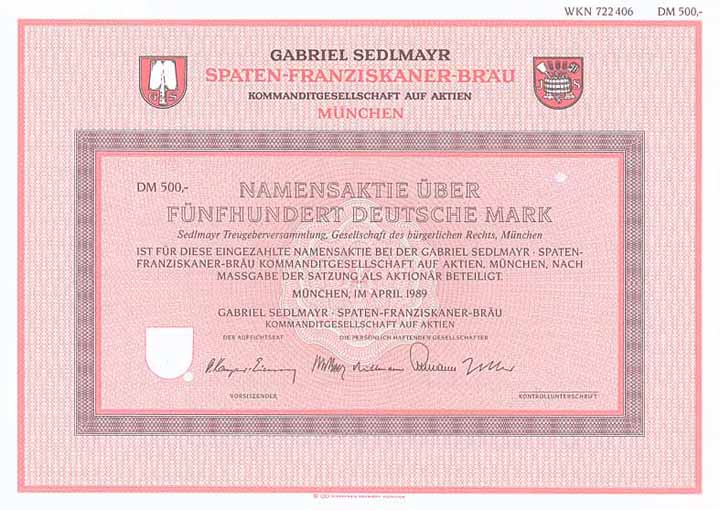 WKN 722406 DM 500,-
GABRIEL SEDLMAYR
SPATEN-FRANZISKANER-BRÄU
KOMMANDITGESELLSCHAFT AUF AKTIEN
MÜNCHEN
G S
J S
DM 500,-
NAMENSAKTIE ÜBER
FÜNFHUNDERT DEUTSCHE MARK
Sedlmayr Treugeberversammlung, Gesellschaft des bürgerlichen Rechts, München
IST FÜR DIESE EINGEZAHLTE NAMENSAKTIE BEI DER GABRIEL SEDLMAYR · SPATEN-
FRANZISKANER-BRÄU KOMMANDITGESELLSCHAFT AUF AKTIEN, MÜNCHEN, NACH
MASSGABE DER SATZUNG ALS AKTIONÄR BETEILIGT.
MÜNCHEN, IM APRIL 1989
GABRIEL SEDLMAYR · SPATEN-FRANZISKANER-BRÄU
KOMMANDITGESELLSCHAFT AUF AKTIEN
DER AUFSICHTSRAT DIE PERSÖNLICH HAFTENDEN GESELLSCHAFTER
VORSITZENDER KONTROLLUNTERSCHRIFT